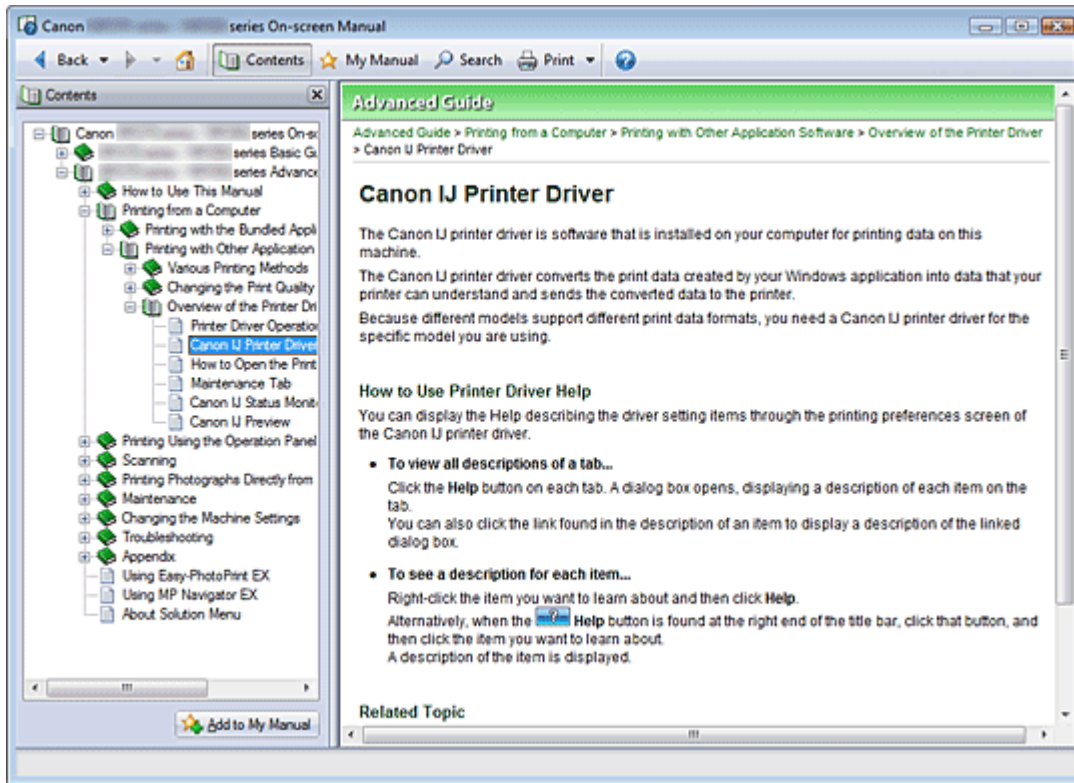 Canon series On-screen Manual
Back Contents My Manual Search Print
Contents
Canon series On-sc
series Basic Gu
series Advance
How to Use This Manual
Printing from a Computer
Printing with the Bundled Appli
Printing with Other Application
Various Printing Methods
Changing the Print Quality
Overview of the Printer Dri
Printer Driver Operation
Canon IJ Printer Driver
How to Open the Print
Maintenance Tab
Canon IJ Status Monit
Canon IJ Preview
Printing Using the Operation Panel
Scanning
Printing Photographs Directly from
Maintenance
Changing the Machine Settings
Troubleshooting
Appendix
Using Easy-PhotoPrint EX
Using MP Navigator EX
About Solution Menu
Add to My Manual
Advanced Guide
Advanced Guide > Printing from a Computer > Printing with Other Application Software > Overview of the Printer Driver
> Canon IJ Printer Driver
Canon IJ Printer Driver
The Canon IJ printer driver is software that is installed on your computer for printing data on this
machine.
The Canon IJ printer driver converts the print data created by your Windows application into data that your
printer can understand and sends the converted data to the printer.
Because different models support different print data formats, you need a Canon IJ printer driver for the
specific model you are using.
How to Use Printer Driver Help
You can display the Help describing the driver setting items through the printing preferences screen of
the Canon IJ printer driver.
• To view all descriptions of a tab...
Click the Help button on each tab. A dialog box opens, displaying a description of each item on the
tab.
You can also click the link found in the description of an item to display a description of the linked
dialog box.
• To see a description for each item...
Right-click the item you want to learn about and then click Help.
Alternatively, when the ? Help button is found at the right end of the title bar, click that button, and
then click the item you want to learn about.
A description of the item is displayed.
Related Topic